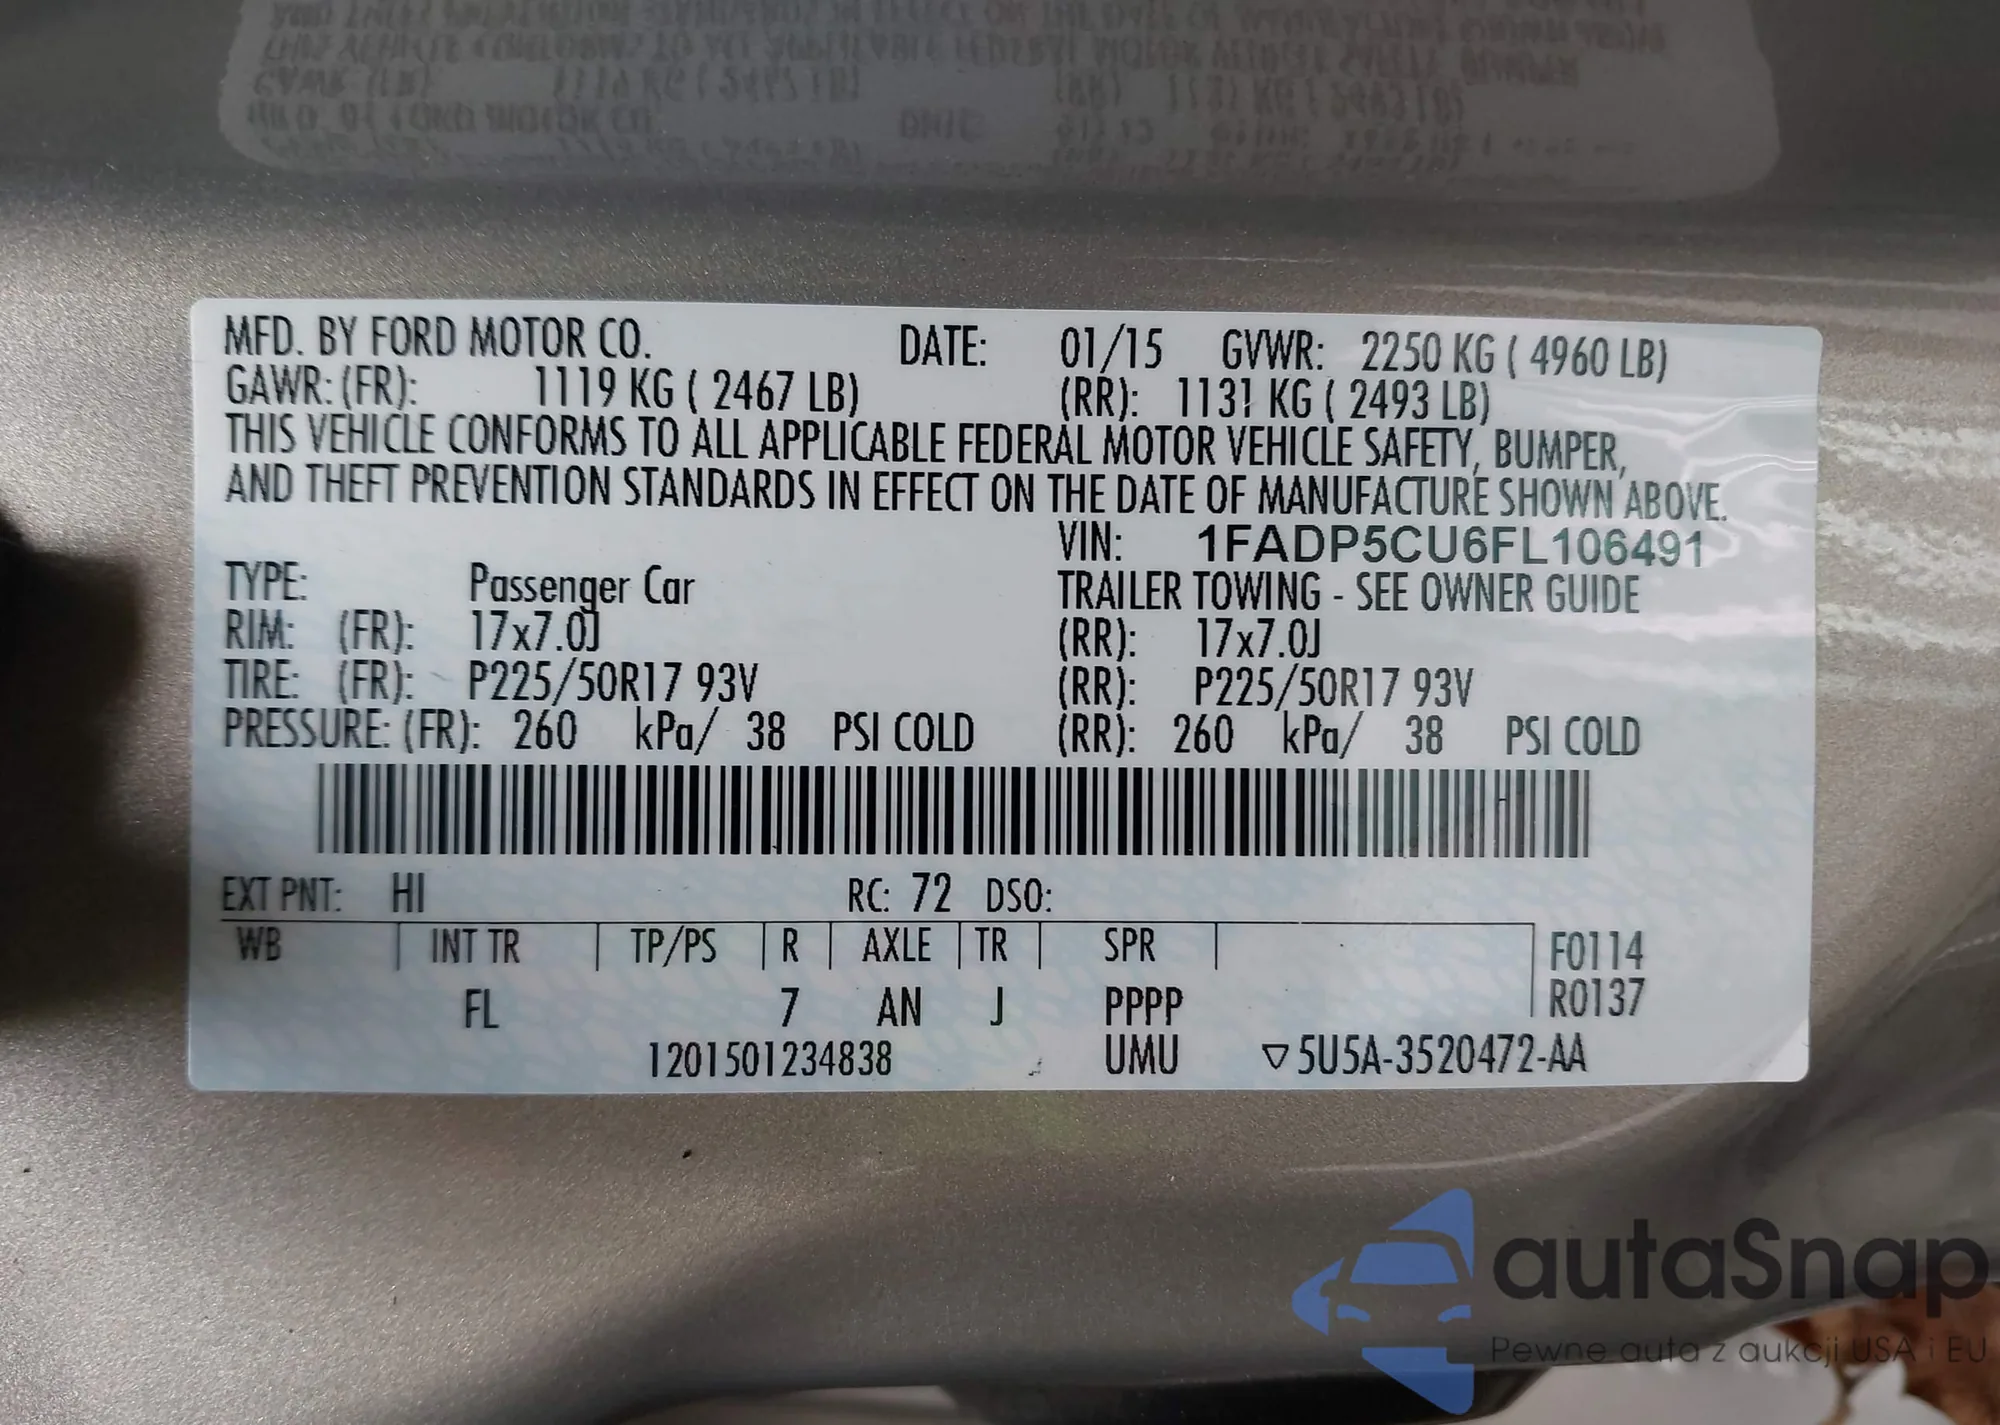 MFD. BY FORD MOTOR CO. DATE: 01/15 GVWR: 2250 KG ( 4960 LB)
GAWR: (FR): 1119 KG ( 2467 LB) (RR): 1131 KG ( 2493 LB)
THIS VEHICLE CONFORMS TO ALL APPLICABLE FEDERAL MOTOR VEHICLE SAFETY, BUMPER,
AND THEFT PREVENTION STANDARDS IN EFFECT ON THE DATE OF MANUFACTURE SHOWN ABOVE.
VIN: 1FADP5CU6FL106491
TYPE: Passenger Car TRAILER TOWING - SEE OWNER GUIDE
RIM: (FR): 17x7.0J (RR): 17x7.0J
TIRE: (FR): P225/50R17 93V (RR): P225/50R17 93V
PRESSURE: (FR): 260 kPa/ 38 PSI COLD (RR): 260 kPa/ 38 PSI COLD
EXT PNT: HI RC: 72 DSO:
WB INT TR TP/PS R AXLE TR SPR F0114
FL 7 AN J PPPP R0137
1201501234838 UMU ▽5U5A-3520472-AA
autaSnap
Pewne auta z aukcji USA i EU